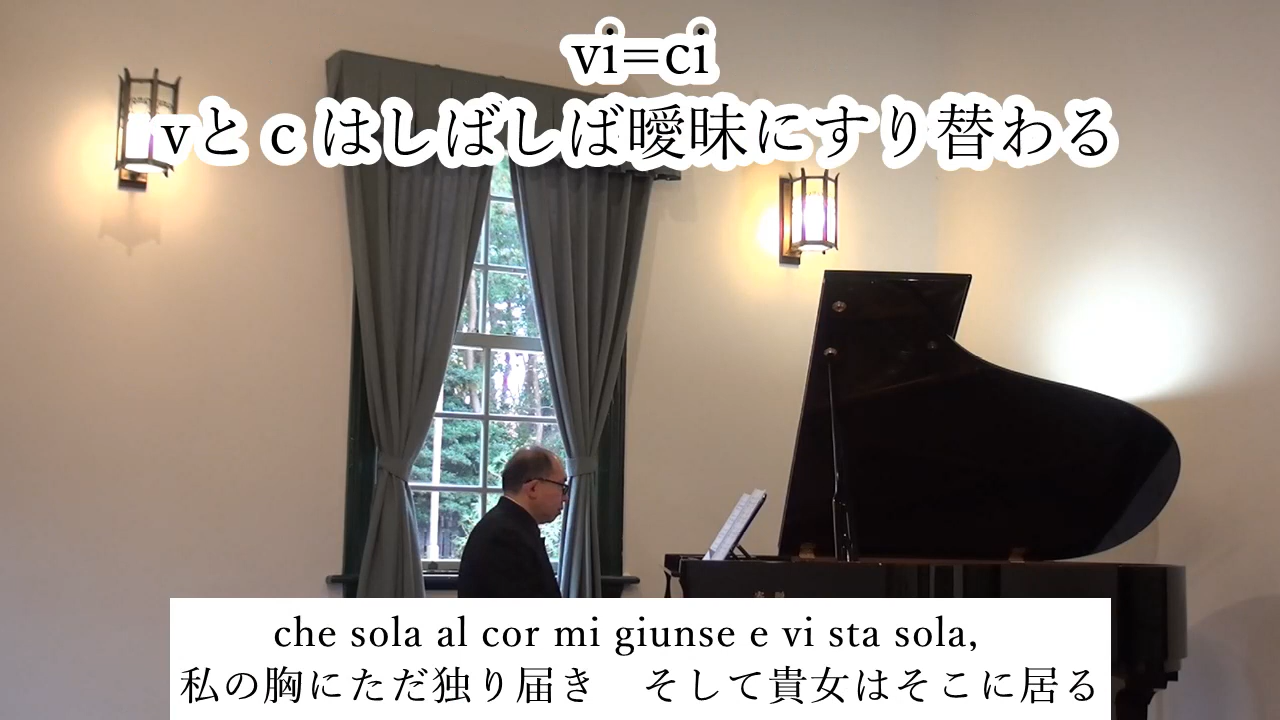 vi=ci
vとcはしばしば曖昧にすり替わる
che sola al cor mi giunse e vi sta sola,
私の胸にただ独り届き　そして貴女はそこに居る